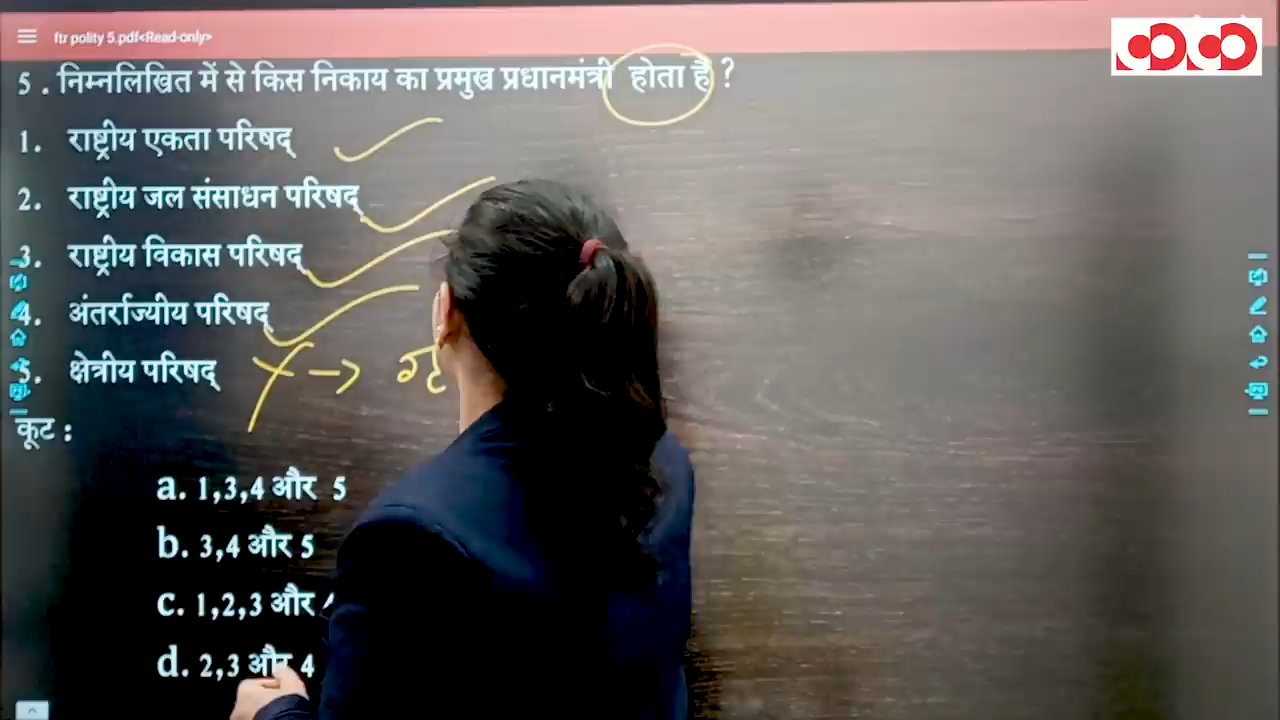 ftr polity 5.pdf<Read-only>
5 . निम्नलिखित में से किस निकाय का प्रमुख प्रधानमंत्री होता है ?
1. राष्ट्रीय एकता परिषद्
2. राष्ट्रीय जल संसाधन परिषद्
3. राष्ट्रीय विकास परिषद्
4. अंतर्राज्यीय परिषद्
5. क्षेत्रीय परिषद्
कूट :
a. 1,3,4 और 5
b. 3,4 और 5
c. 1,2,3 और
d. 2,3 और 4